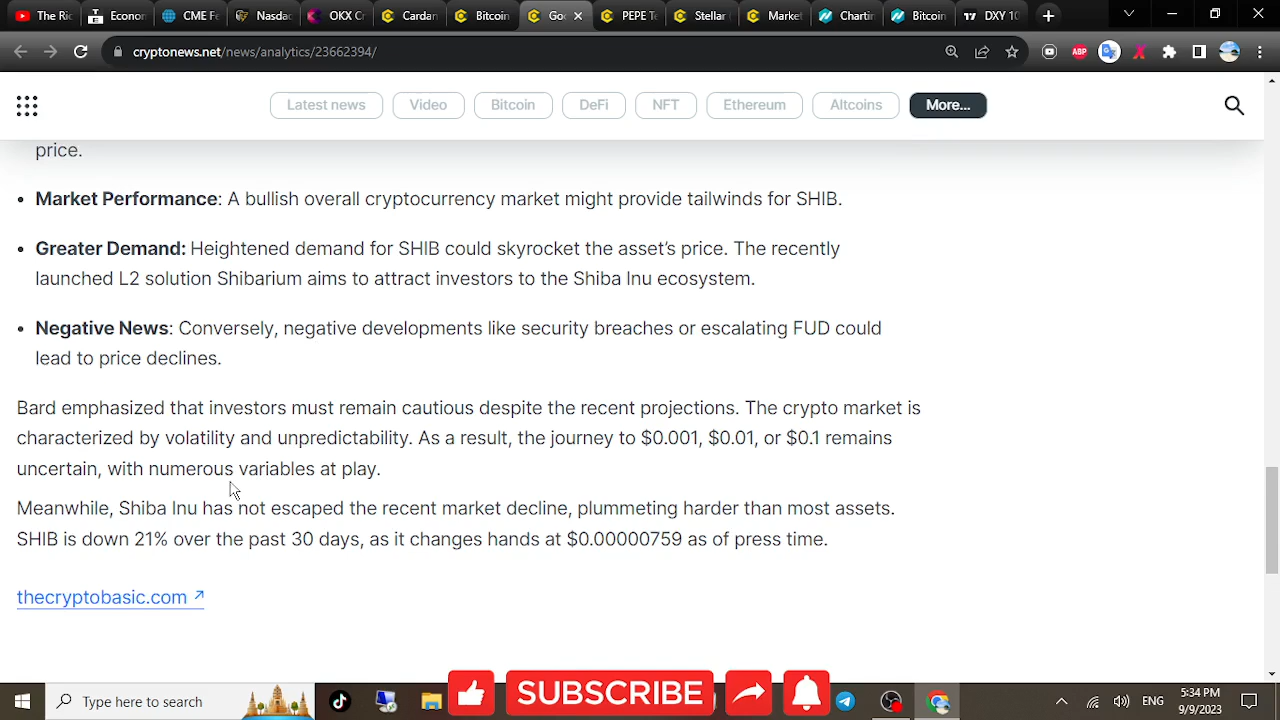 The Ri
Econom
CME Fe
Nasdac
OKX Cr
Cardan
Bitcoin
Goo
PEPE Te
Stellar
Market
Chartin
Bitcoin
DXY 10
cryptonews.net/news/analytics/23662394/
ABP
Latest news
Video
Bitcoin
DeFi
NFT
Ethereum
Altcoins
More...
price.
• Market Performance: A bullish overall cryptocurrency market might provide tailwinds for SHIB.
• Greater Demand: Heightened demand for SHIB could skyrocket the asset's price. The recently
launched L2 solution Shibarium aims to attract investors to the Shiba Inu ecosystem.
• Negative News: Conversely, negative developments like security breaches or escalating FUD could
lead to price declines.
Bard emphasized that investors must remain cautious despite the recent projections. The crypto market is
characterized by volatility and unpredictability. As a result, the journey to $0.001, $0.01, or $0.1 remains
uncertain, with numerous variables at play.
Meanwhile, Shiba Inu has not escaped the recent market decline, plummeting harder than most assets.
SHIB is down 21% over the past 30 days, as it changes hands at $0.00000759 as of press time.
thecryptobasic.com ↗
SUBSCRIBE
Type here to search
ENG
5:34 PM
9/9/2023